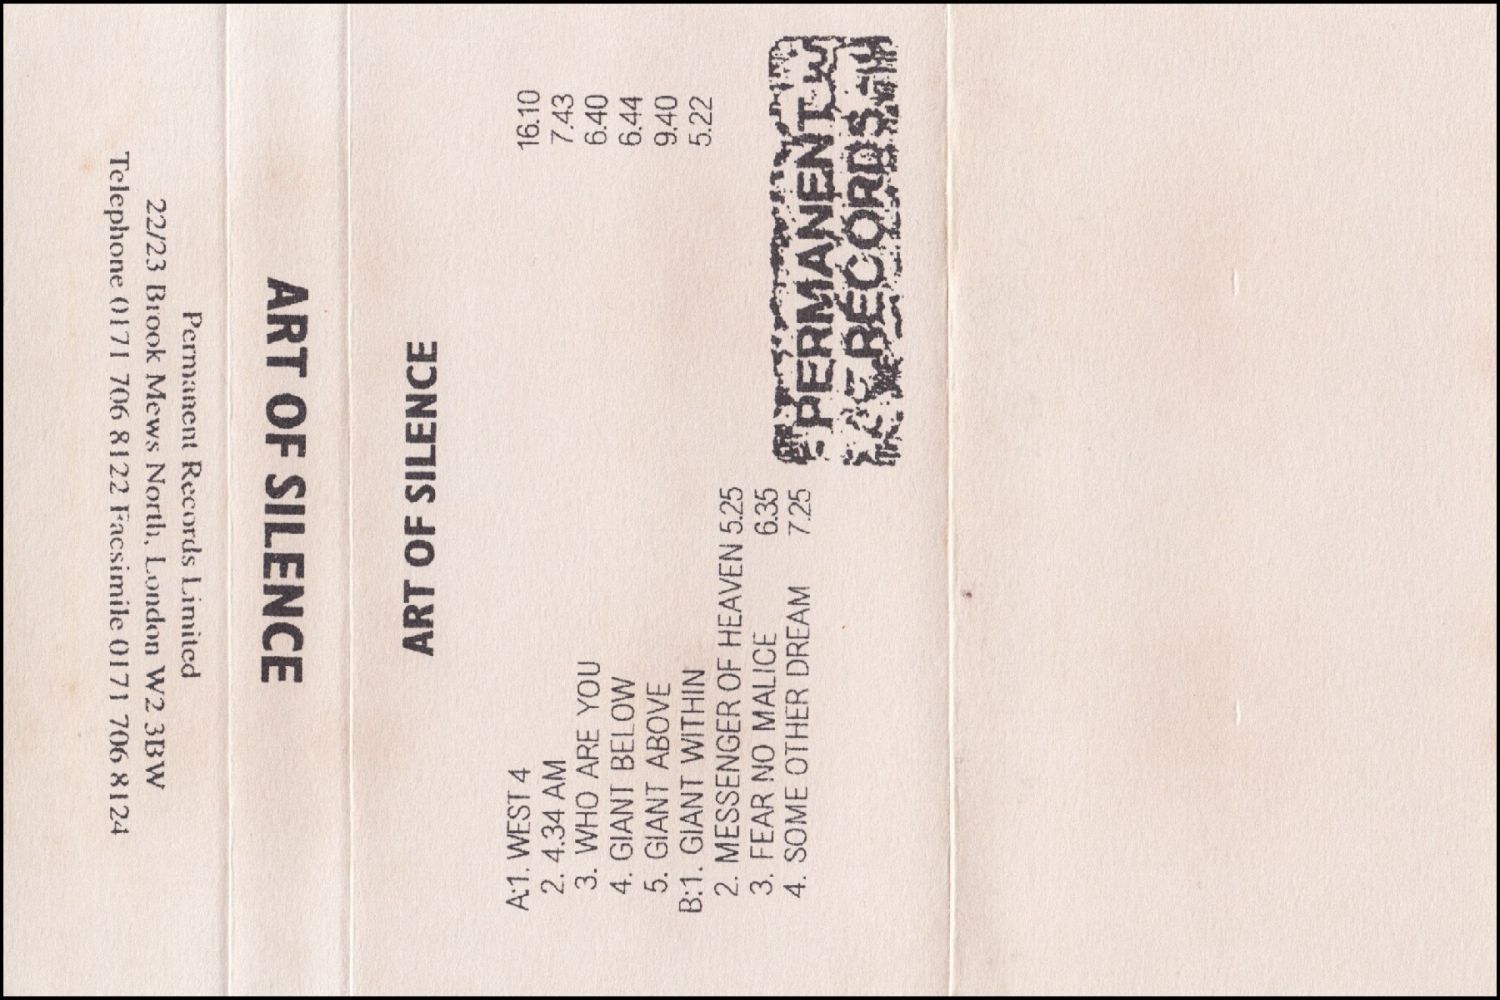 Permanent Records Limited
22/23 Brook Mews North, London W2 3BW
Telephone 0171 706 8122 Facsimile 0171 706 8124
ART OF SILENCE
ART OF SILENCE
A:1. WEST 4 16.10
2. 4.34 AM 7.43
3. WHO ARE YOU 6.40
4. GIANT BELOW 6.44
5. GIANT ABOVE 9.40
B:1. GIANT WITHIN 5.22
2. MESSENGER OF HEAVEN 5.25
3. FEAR NO MALICE 6.35
4. SOME OTHER DREAM 7.25
PERMANENT
RECORDS